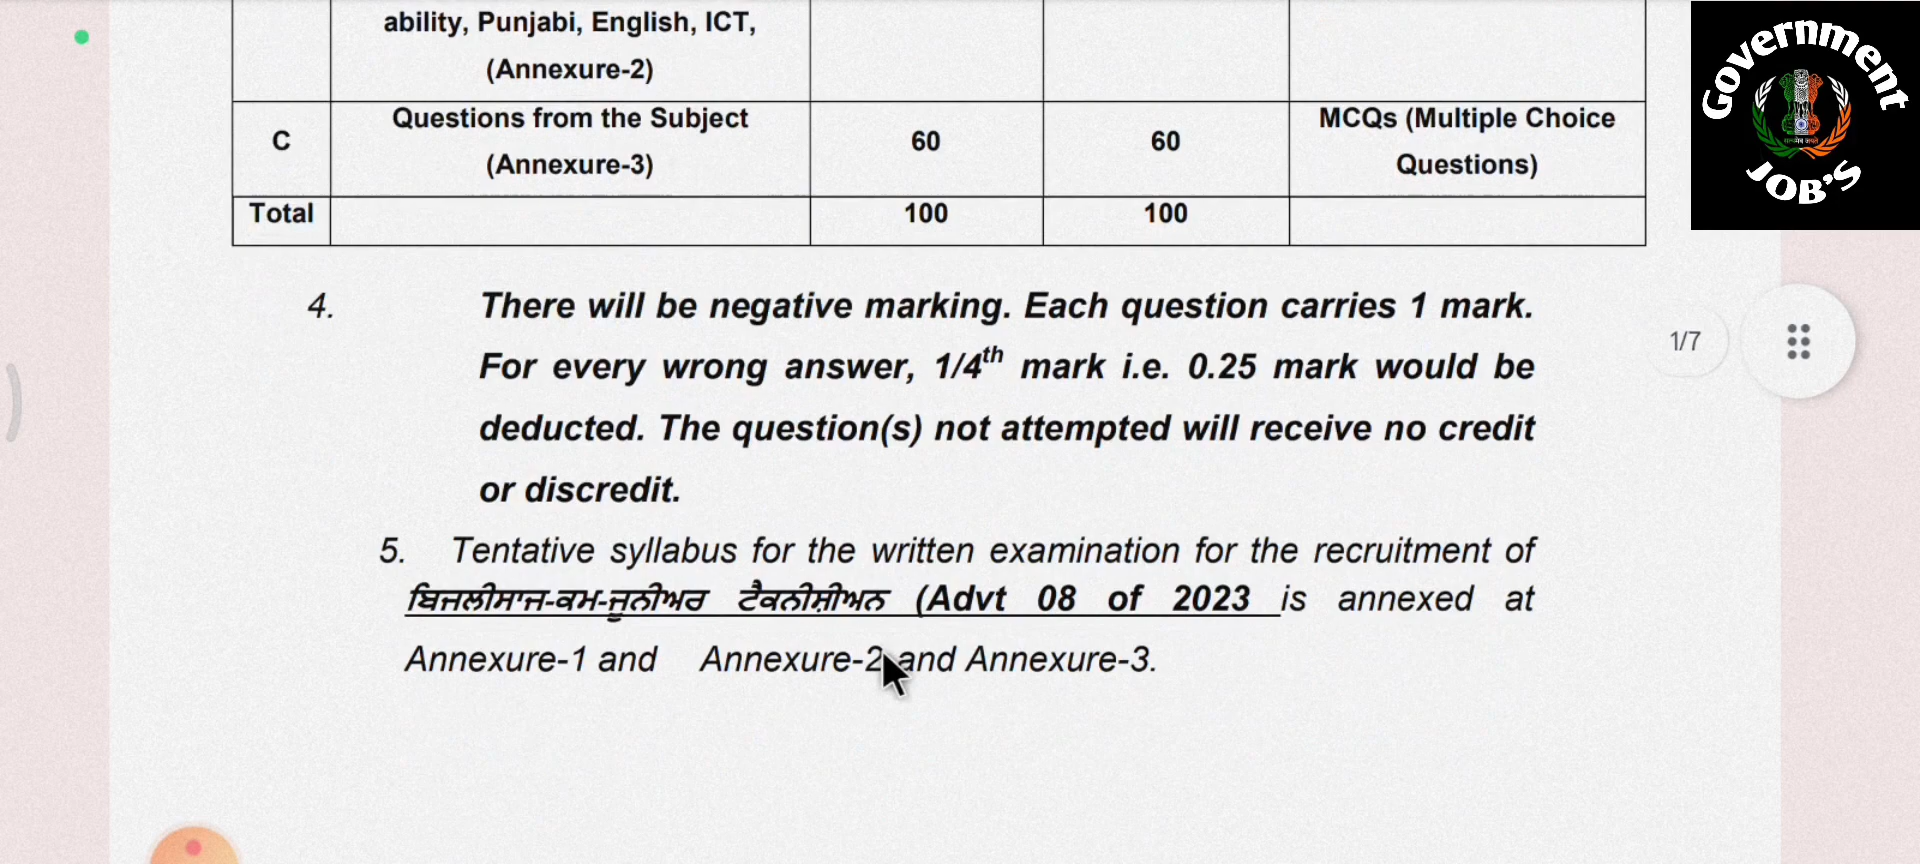 ability, Punjabi, English, ICT,
(Annexure-2)
C
Questions from the Subject
(Annexure-3)
60
60
MCQs (Multiple Choice
Questions)
Total
100
100
Government
सत्यमेव जयते
JOB'S
4. There will be negative marking. Each question carries 1 mark.
For every wrong answer, 1/4th mark i.e. 0.25 mark would be
deducted. The question(s) not attempted will receive no credit
or discredit.
1/7
5. Tentative syllabus for the written examination for the recruitment of
ਬਿਜਲੀਸਾਜ-ਕਮ-ਜੂਨੀਅਰ ਟੈਕਨੀਸ਼ੀਅਨ (Advt 08 of 2023 is annexed at
Annexure-1 and Annexure-2 and Annexure-3.